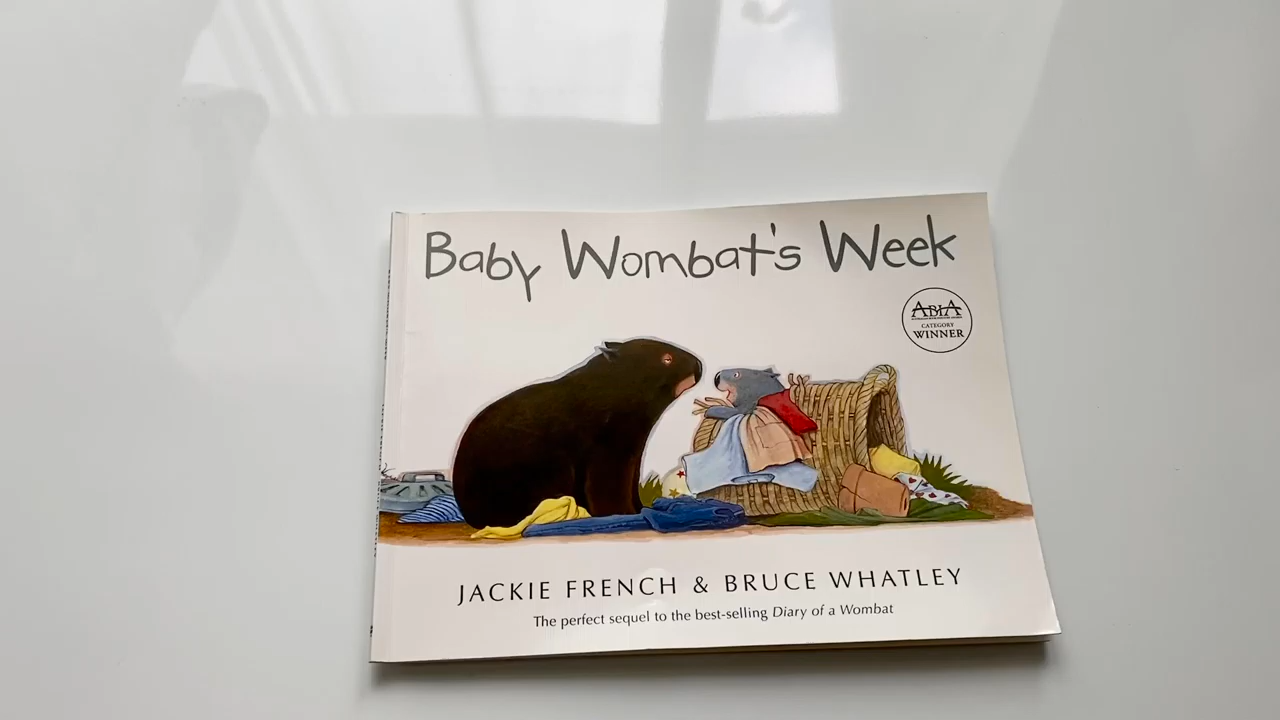 Baby Wombat's Week
ABIA
CATEGORY
WINNER
JACKIE FRENCH & BRUCE WHATLEY
The perfect sequel to the best-selling Diary of a Wombat